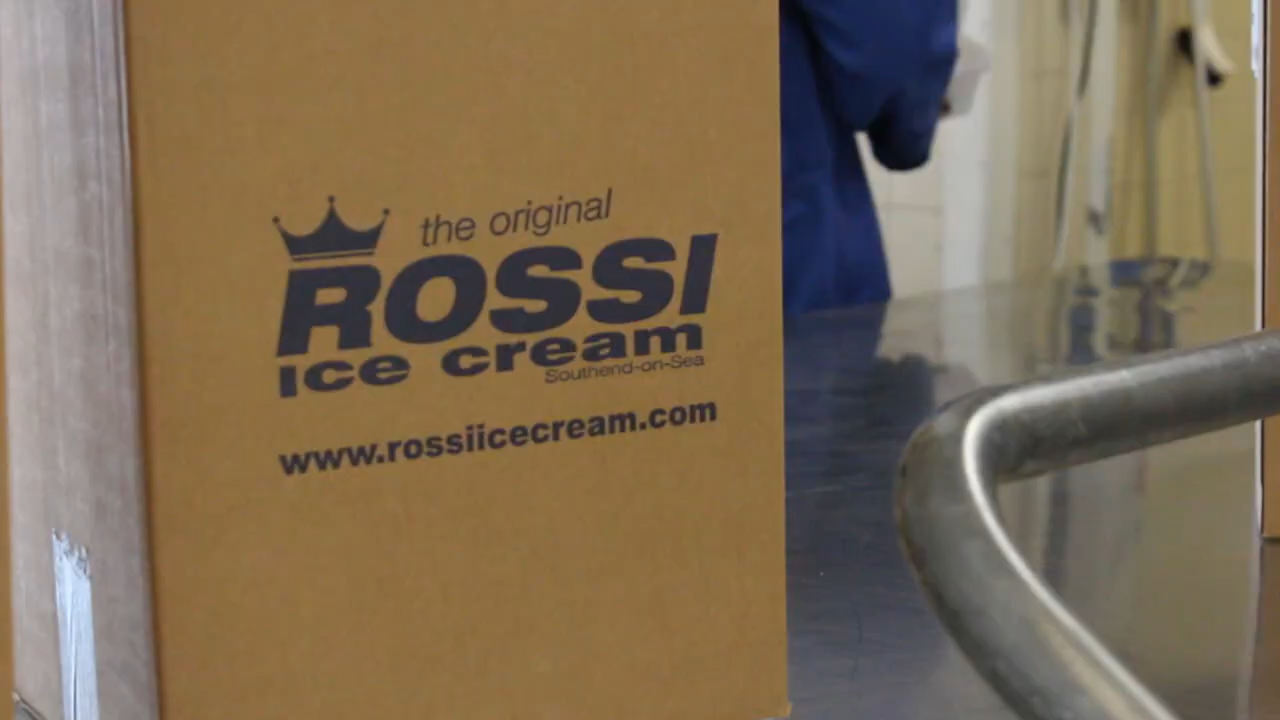 the original
ROSSI
ice cream
Southend-on-Sea
www.rossiicecream.com